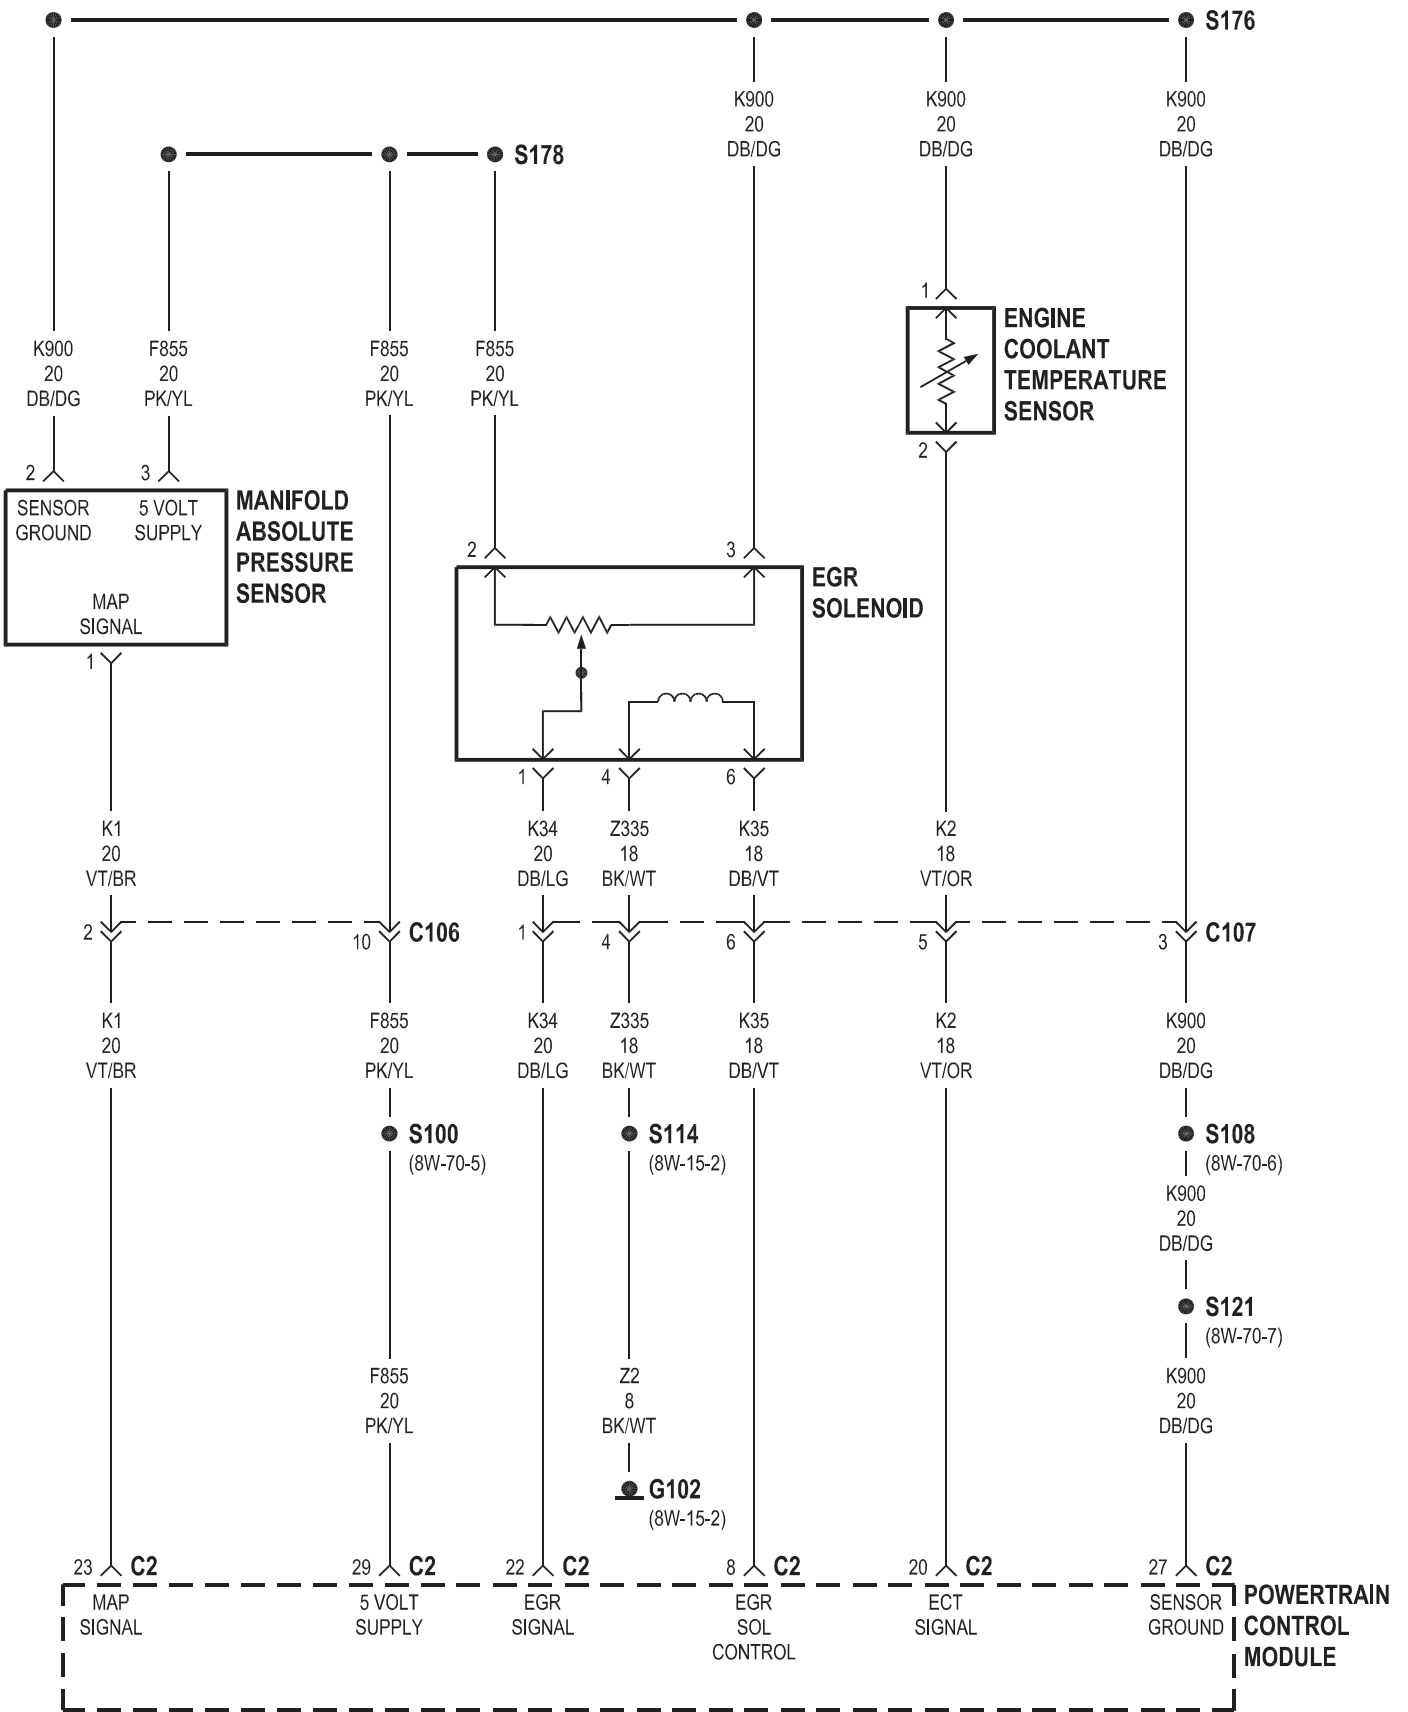 S176
K900
20
DB/DG
K900
20
DB/DG
K900
20
DB/DG
S178
K900
20
DB/DG
F855
20
PK/YL
F855
20
PK/YL
F855
20
PK/YL
1
ENGINE
COOLANT
TEMPERATURE
SENSOR
2
2
3
SENSOR
GROUND
5 VOLT
SUPPLY
MAP
SIGNAL
MANIFOLD
ABSOLUTE
PRESSURE
SENSOR
1
2
3
EGR
SOLENOID
1
4
6
K1
20
VT/BR
K34
20
DB/LG
Z335
18
BK/WT
K35
18
DB/VT
K2
18
VT/OR
2
10
C106
1
4
6
5
3
C107
K1
20
VT/BR
F855
20
PK/YL
K34
20
DB/LG
Z335
18
BK/WT
K35
18
DB/VT
K2
18
VT/OR
K900
20
DB/DG
S100
(8W-70-5)
S114
(8W-15-2)
S108
(8W-70-6)
K900
20
DB/DG
S121
(8W-70-7)
F855
20
PK/YL
Z2
8
BK/WT
K900
20
DB/DG
G102
(8W-15-2)
23 C2
29 C2
22 C2
8 C2
20 C2
27 C2
MAP
SIGNAL
5 VOLT
SUPPLY
EGR
SIGNAL
EGR
SOL
CONTROL
ECT
SIGNAL
SENSOR
GROUND
POWERTRAIN
CONTROL
MODULE